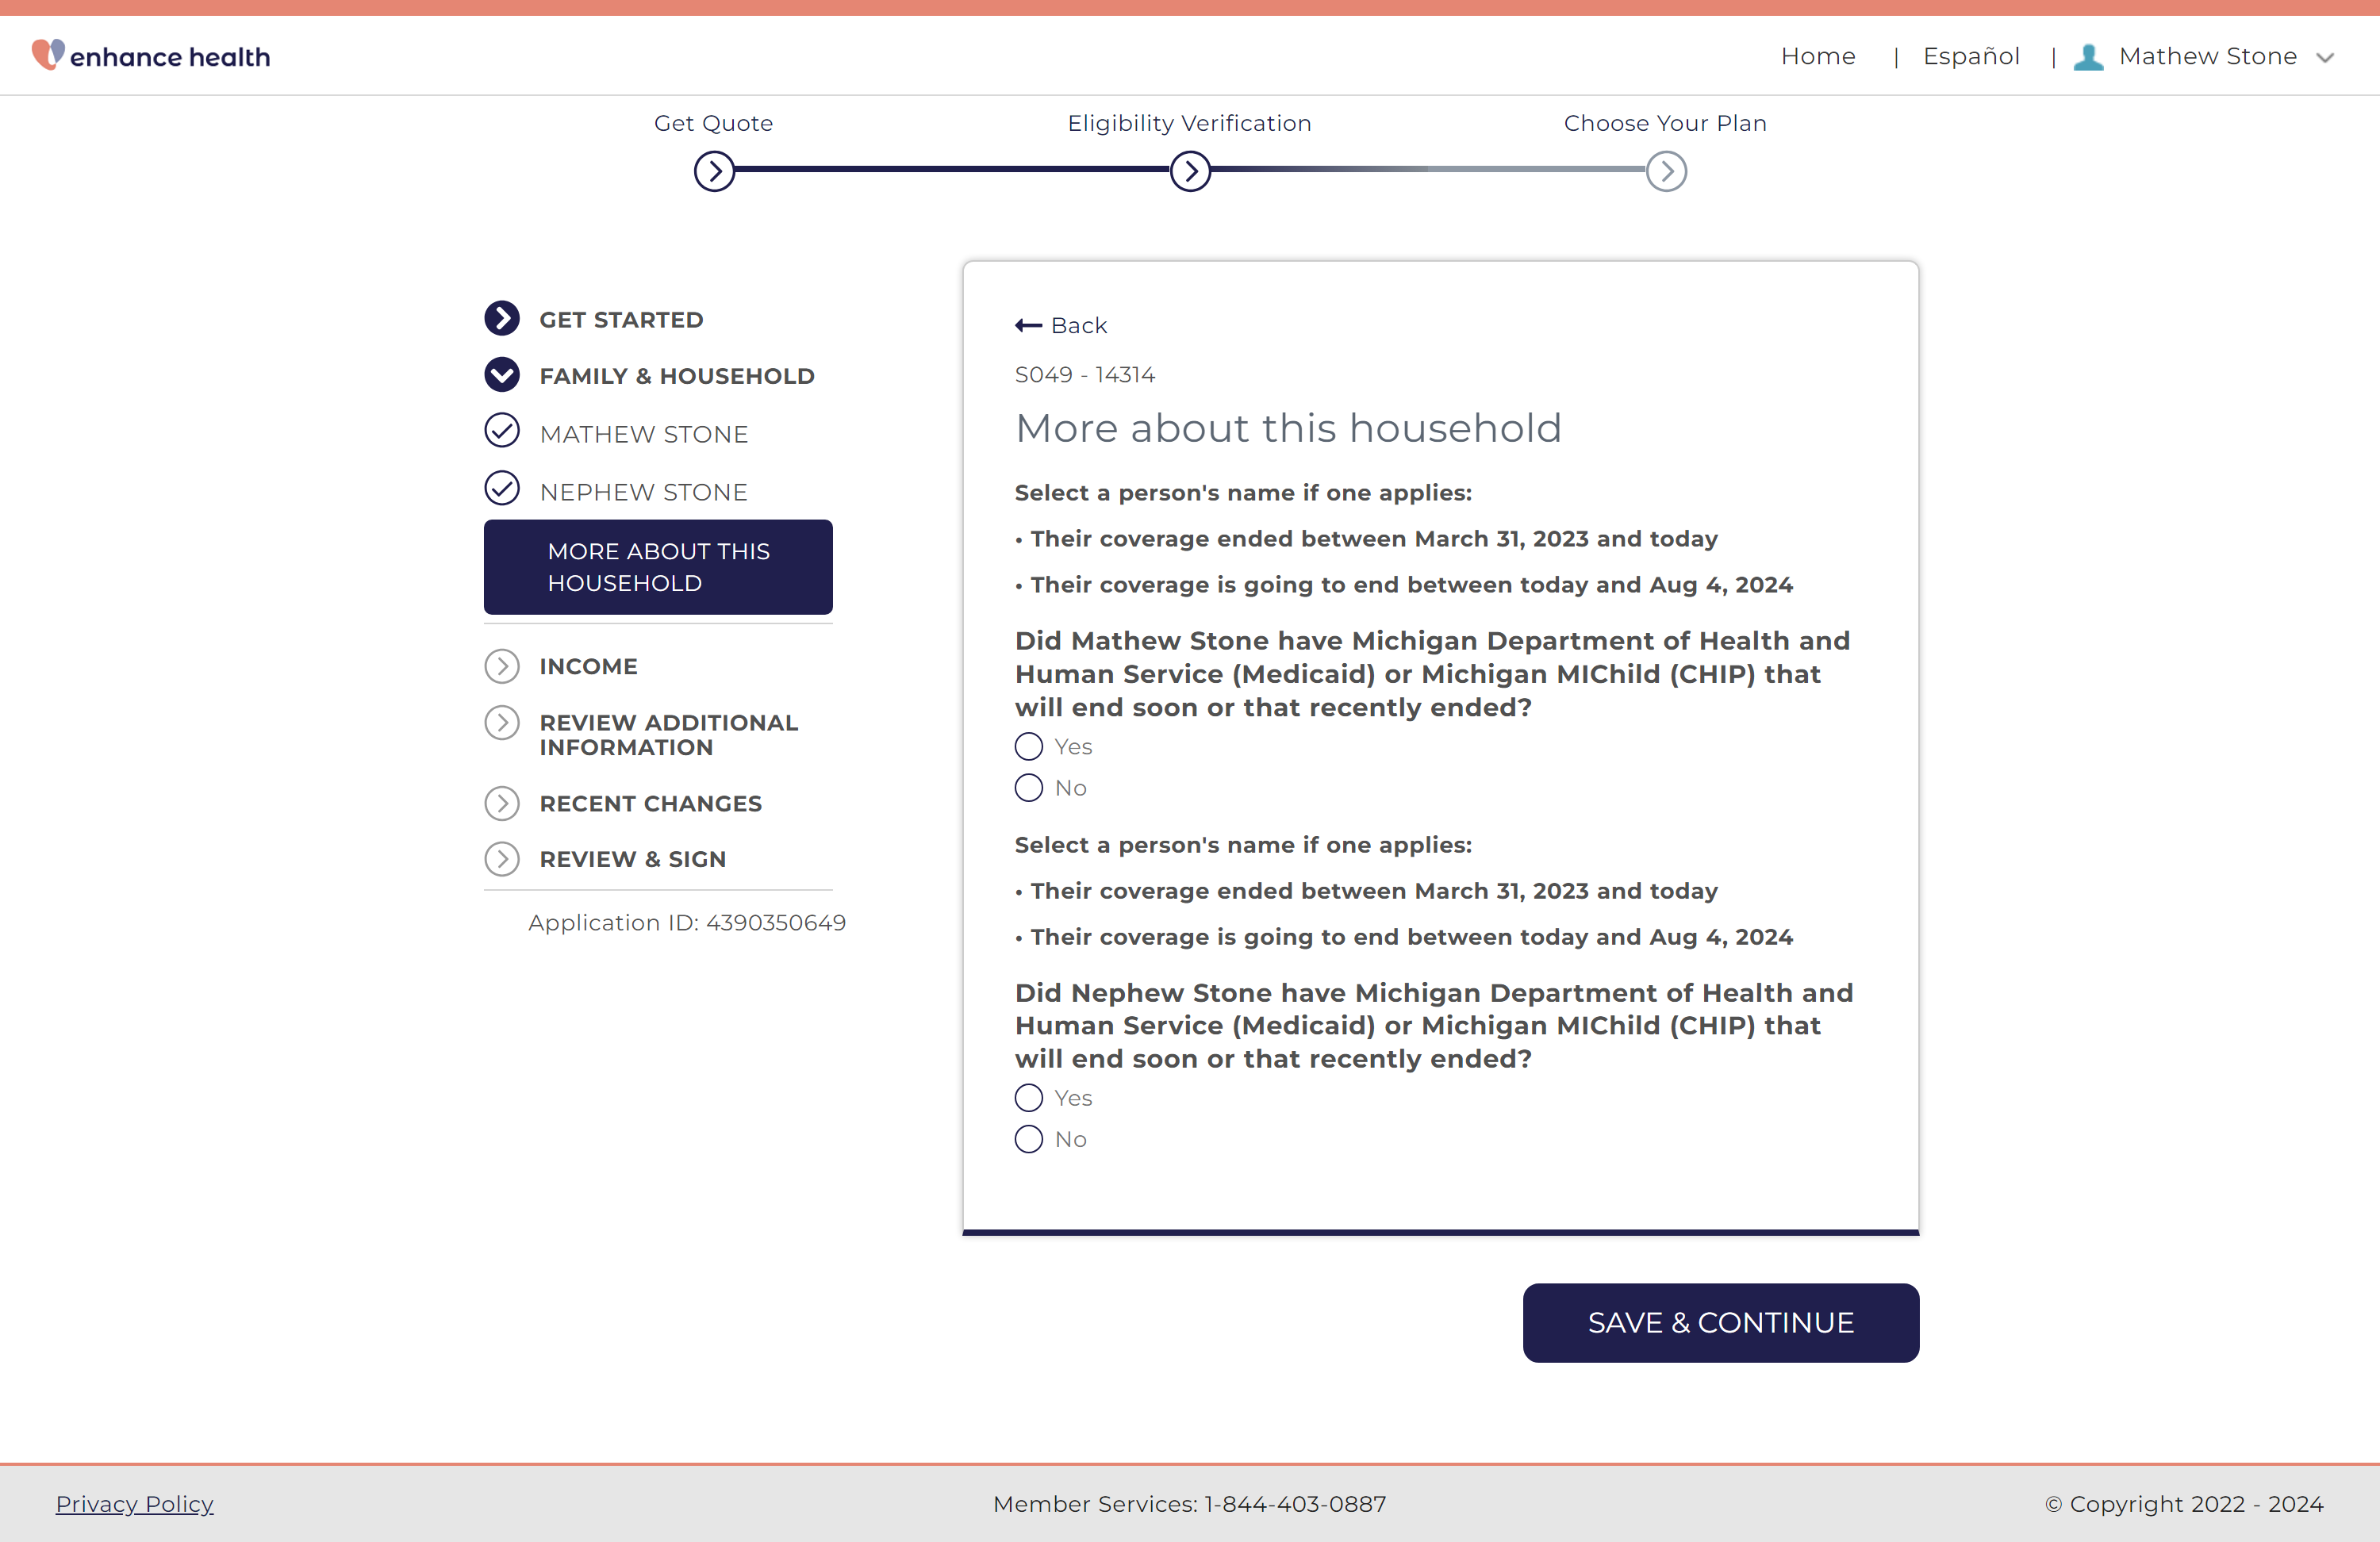 enhance health
Home | Español | Mathew Stone
Get Quote
Eligibility Verification
Choose Your Plan
GET STARTED
FAMILY & HOUSEHOLD
MATHEW STONE
NEPHEW STONE
MORE ABOUT THIS
HOUSEHOLD
INCOME
REVIEW ADDITIONAL
INFORMATION
RECENT CHANGES
REVIEW & SIGN
Application ID: 4390350649
Back
S049 - 14314
More about this household
Select a person's name if one applies:
• Their coverage ended between March 31, 2023 and today
• Their coverage is going to end between today and Aug 4, 2024
Did Mathew Stone have Michigan Department of Health and
Human Service (Medicaid) or Michigan MIChild (CHIP) that
will end soon or that recently ended?
Yes
No
Select a person's name if one applies:
• Their coverage ended between March 31, 2023 and today
• Their coverage is going to end between today and Aug 4, 2024
Did Nephew Stone have Michigan Department of Health and
Human Service (Medicaid) or Michigan MIChild (CHIP) that
will end soon or that recently ended?
Yes
No
SAVE & CONTINUE
Privacy Policy
Member Services: 1-844-403-0887
© Copyright 2022 - 2024